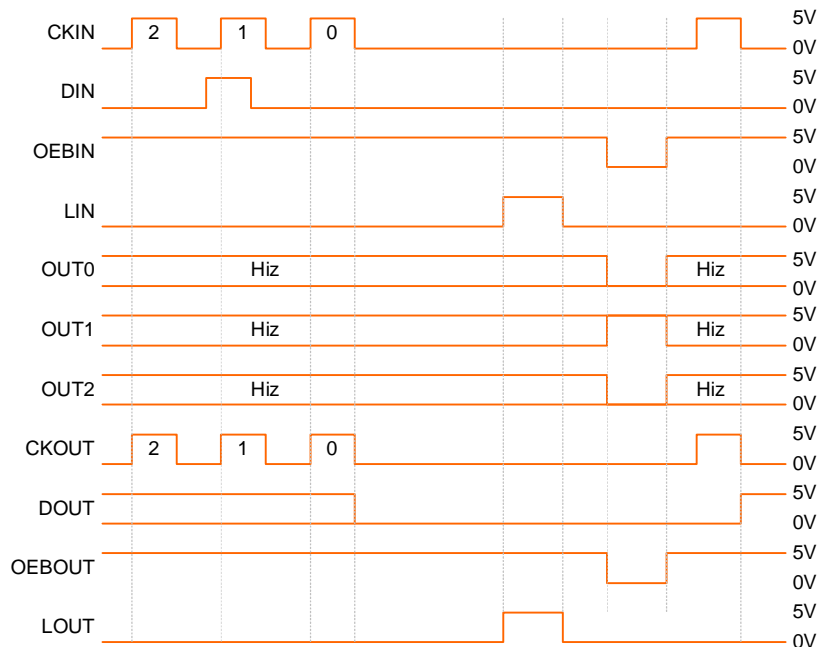 CKIN 2 1 0 5V
0V
DIN 5V
0V
OEBIN 5V
0V
LIN 5V
0V
OUT0 Hiz Hiz 5V
0V
OUT1 Hiz Hiz 5V
0V
OUT2 Hiz Hiz 5V
0V
CKOUT 2 1 0 5V
0V
DOUT 5V
0V
OEBOUT 5V
0V
LOUT 5V
0V